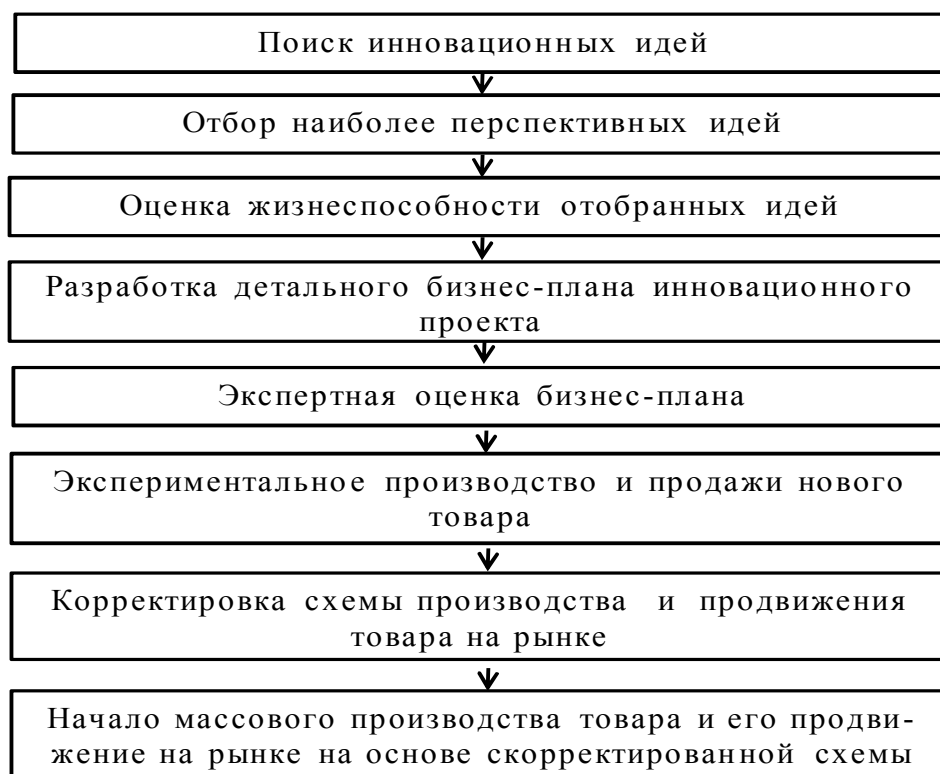 Поиск инновационных идей
Отбор наиболее перспективных идей
Оценка жизнеспособности отобранных идей
Разработка детального бизнес-плана инновационного
проекта
Экспертная оценка бизнес-плана
Экспериментальное производство и продажи нового
товара
Корректировка схемы производства и продвижения
товара на рынке
Начало массового производства товара и его продви-
жение на рынке на основе скорректированной схемы